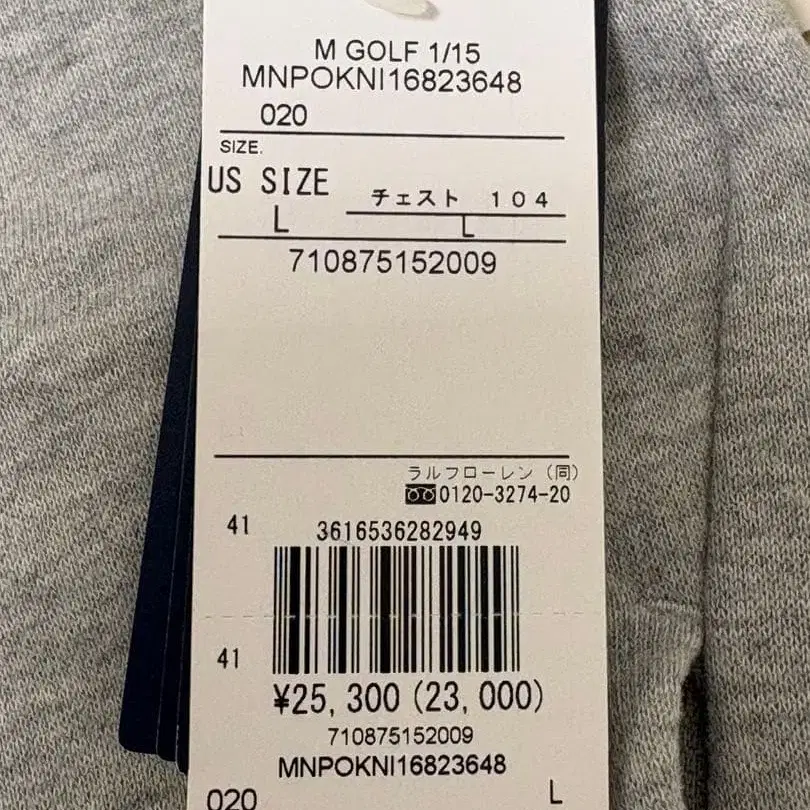 M GOLF 1/15
MNPOKNI16823648
020
SIZE.
US SIZE チェスト 104
L L
710875152009
ラルフローレン (同)
0120-3274-20
41 3616536282949
41
¥25,300 (23,000)
710875152009
MNPOKNI16823648
020 L